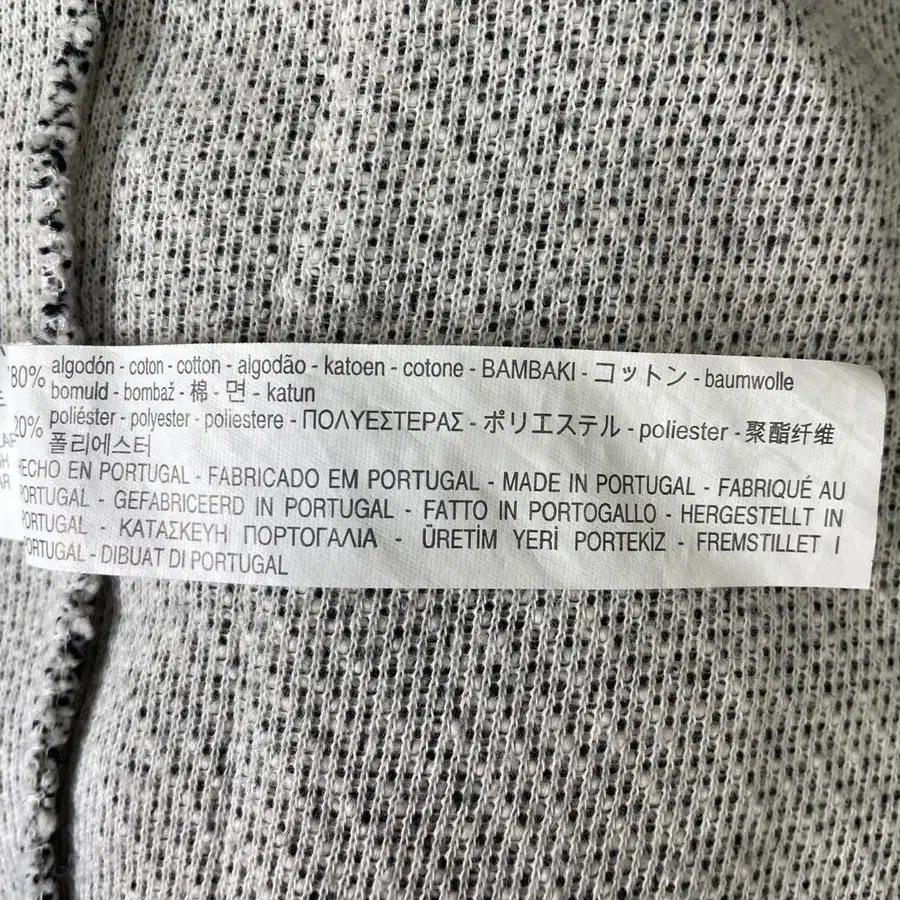 80% algodón - coton - cotton - algodão - katoen - cotone - BAMBAKI - コットン - baumwolle
bomuld - bombaž - 棉 - 면 - katun
20% poliéster - polyester - poliestere - ΠΟΛΥΕΣΤΕΡΑΣ - ポリエステル - poliester - 聚酯纤维
폴리에스터
HECHO EN PORTUGAL - FABRICADO EM PORTUGAL - MADE IN PORTUGAL - FABRIQUÉ AU
PORTUGAL - GEFABRICEERD IN PORTUGAL - FATTO IN PORTOGALLO - HERGESTELLT IN
PORTUGAL - ΚΑΤΑΣΚΕΥΗ ΠΟΡΤΟΓΑΛΙΑ - ÜRETİM YERİ PORTEKİZ - FREMSTILLET I
PORTUGAL - DIBUAT DI PORTUGAL